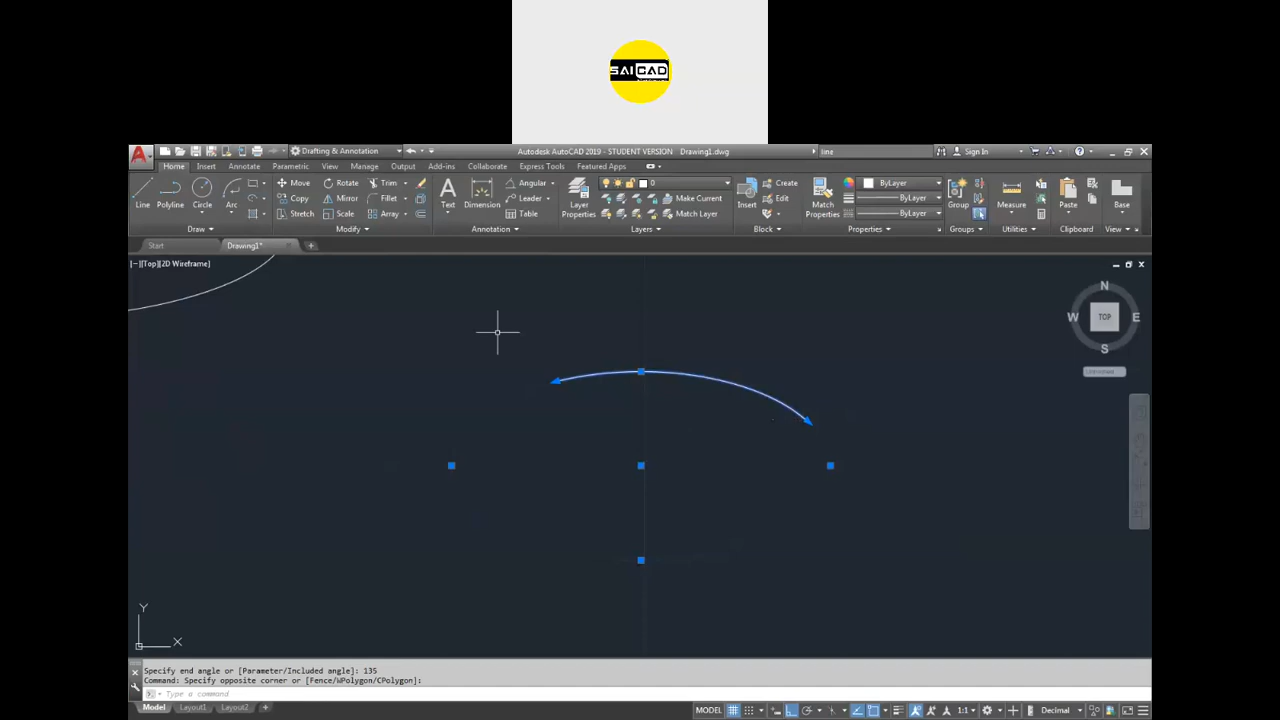 SAI CAD
Drafting & Annotation
Autodesk AutoCAD 2019 - STUDENT VERSION Drawing1.dwg
line
Sign In
Home Insert Annotate Parametric View Manage Output Add-ins Collaborate Express Tools Featured Apps
Line Polyline Circle Arc
Move Rotate Trim
Copy Mirror Fillet
Stretch Scale Array
Text Dimension
Angular
Leader
Table
Layer Properties
0
Make Current
Match Layer
Insert
Create
Edit
Match Properties
ByLayer
ByLayer
ByLayer
Group
Measure
Paste
Base
Draw Modify Annotation Layers Block Properties Groups Utilities Clipboard View
Start Drawing1*
[−][Top][2D Wireframe]
N
W TOP E
S
Y
X
Specify end angle or [Parameter/Included angle]: 135
Command: Specify opposite corner or [Fence/WPolygon/CPolygon]:
Type a command
Model Layout1 Layout2 +
MODEL 1:1 Decimal